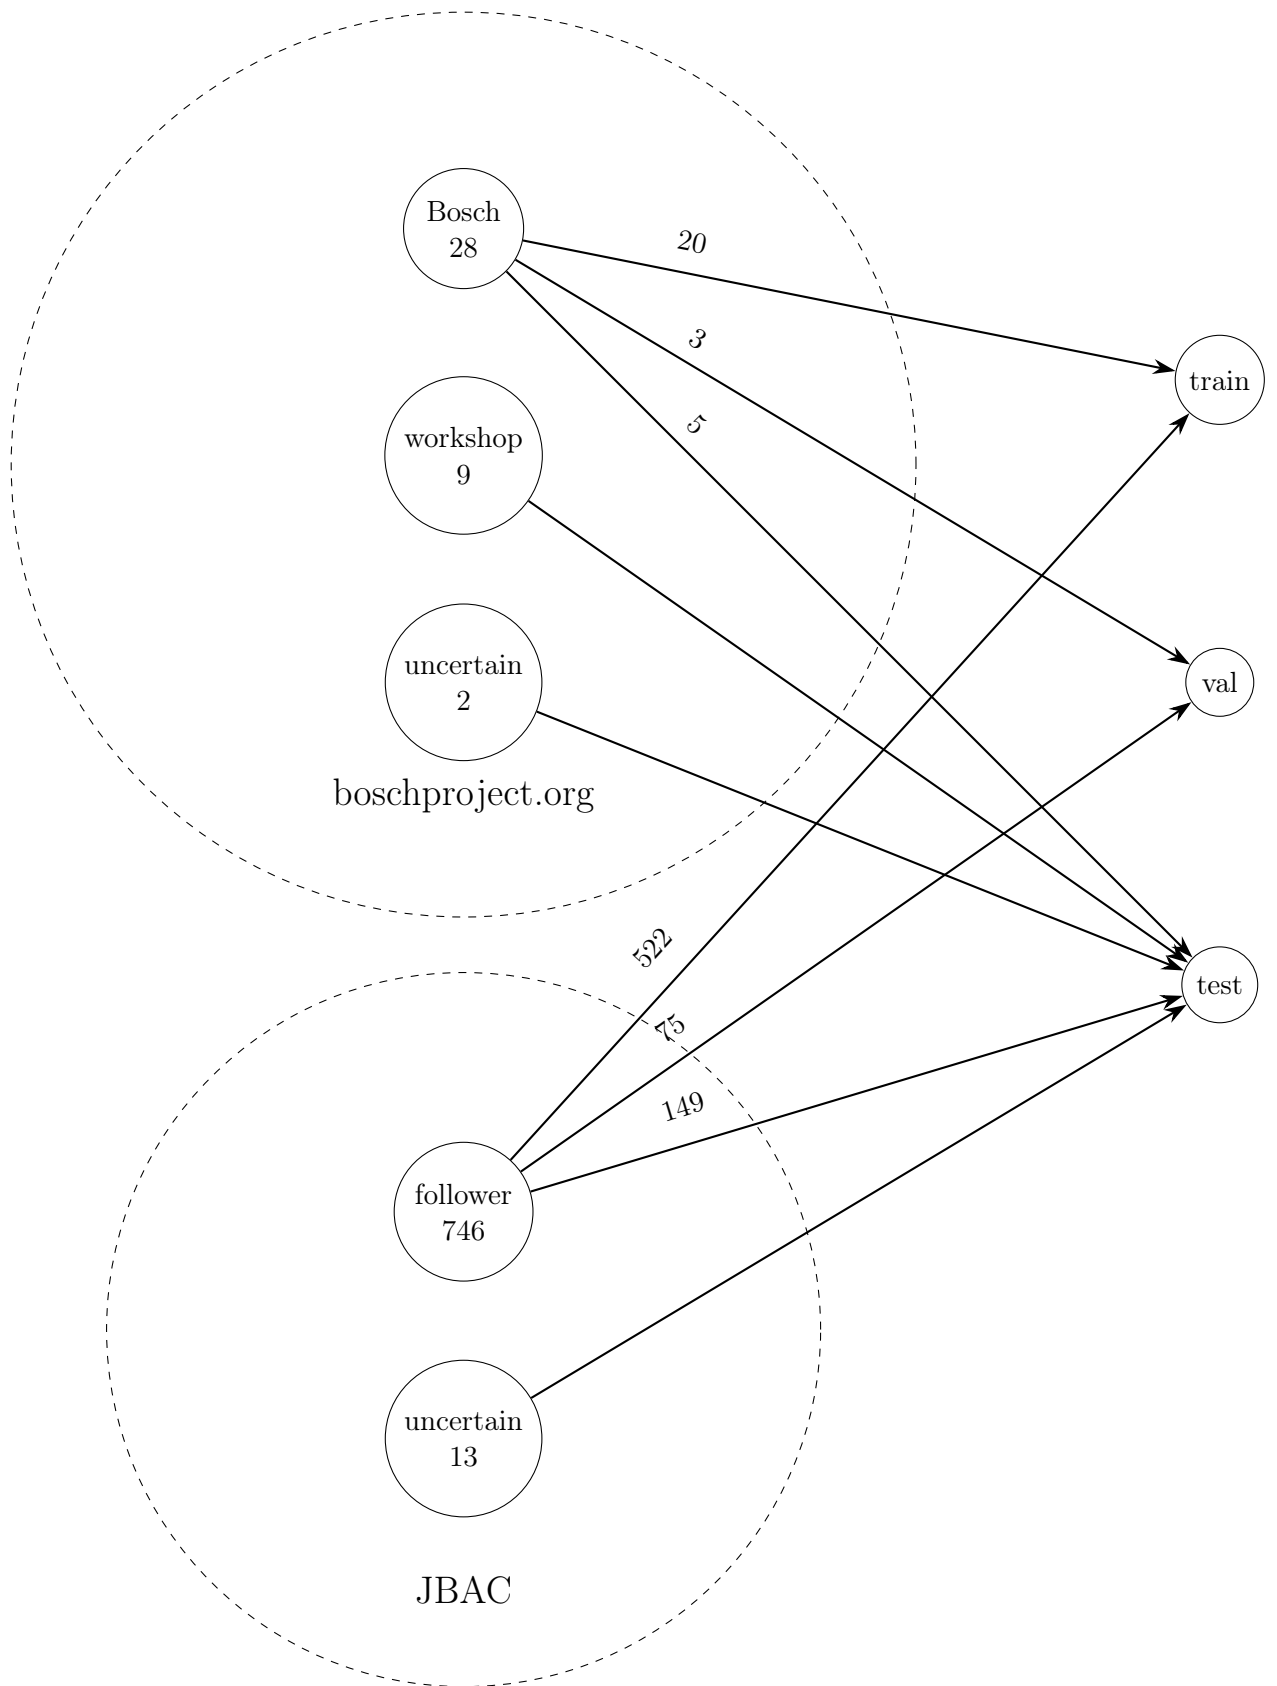 Bosch
28
20
3
train
5
workshop
9
uncertain
2
val
boschproject.org
522
test
75
149
follower
746
uncertain
13
JBAC